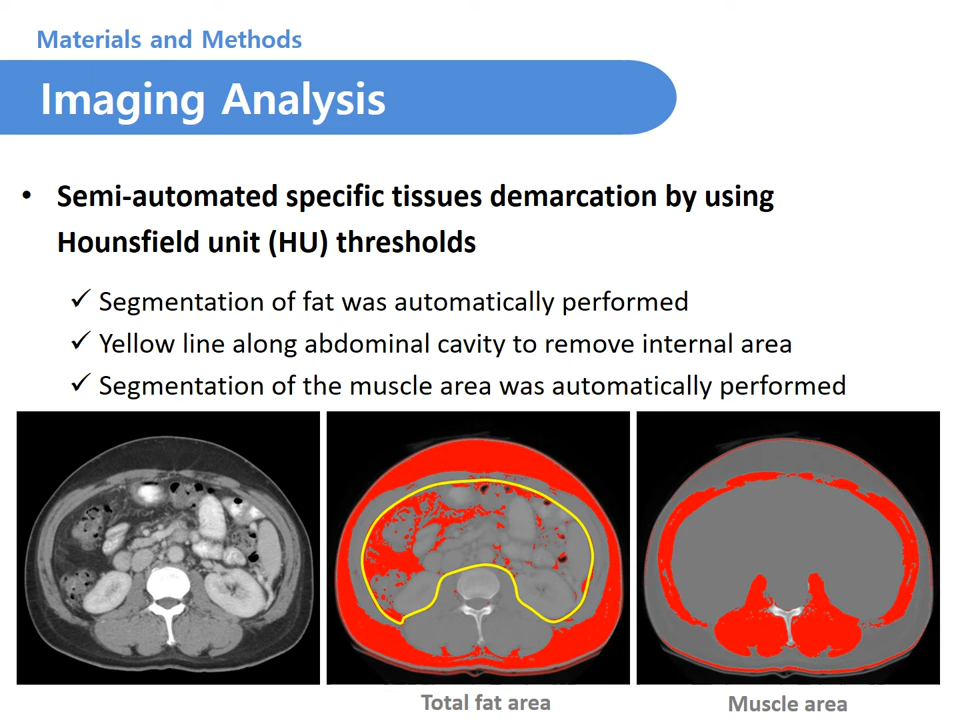 Materials and Methods
Imaging Analysis
• Semi-automated specific tissues demarcation by using
Hounsfield unit (HU) thresholds
✓ Segmentation of fat was automatically performed
✓ Yellow line along abdominal cavity to remove internal area
✓ Segmentation of the muscle area was automatically performed
Total fat area
Muscle area